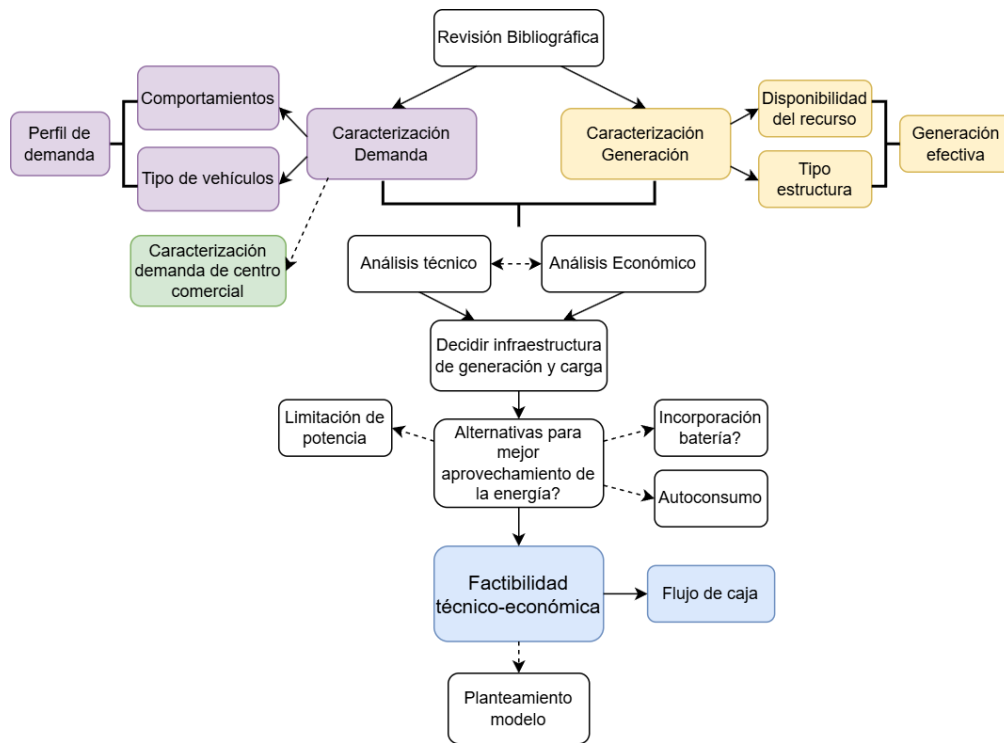 Revisión Bibliográfica
Comportamientos
Perfil de
demanda
Tipo de vehículos
Caracterización
Demanda
Caracterización
Generación
Disponibilidad
del recurso
Tipo
estructura
Generación
efectiva
Caracterización
demanda de centro
comercial
Análisis técnico
Análisis Económico
Decidir infraestructura
de generación y carga
Limitación de
potencia
Alternativas para
mejor
aprovechamiento de
la energía?
Incorporación
batería?
Autoconsumo
Factibilidad
técnico-económica
Flujo de caja
Planteamiento
modelo